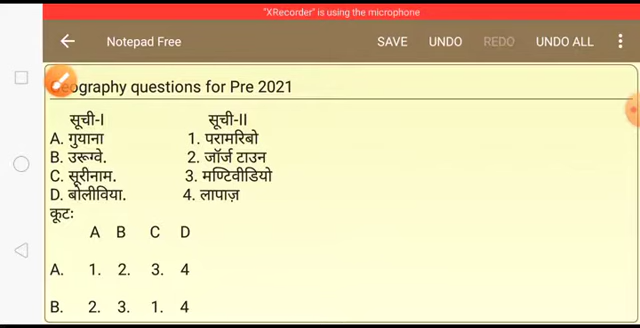 "XRecorder" is using the microphone
Notepad Free SAVE UNDO REDO UNDO ALL
Geography questions for Pre 2021
सूची-I सूची-II
A. गुयाना 1. परामरिबो
B. उरूग्वे. 2. जॉर्ज टाउन
C. सूरीनाम. 3. मण्टिवीडियो
D. बोलीविया. 4. लापाज़
कूटः
A B C D
A. 1. 2. 3. 4
B. 2. 3. 1. 4